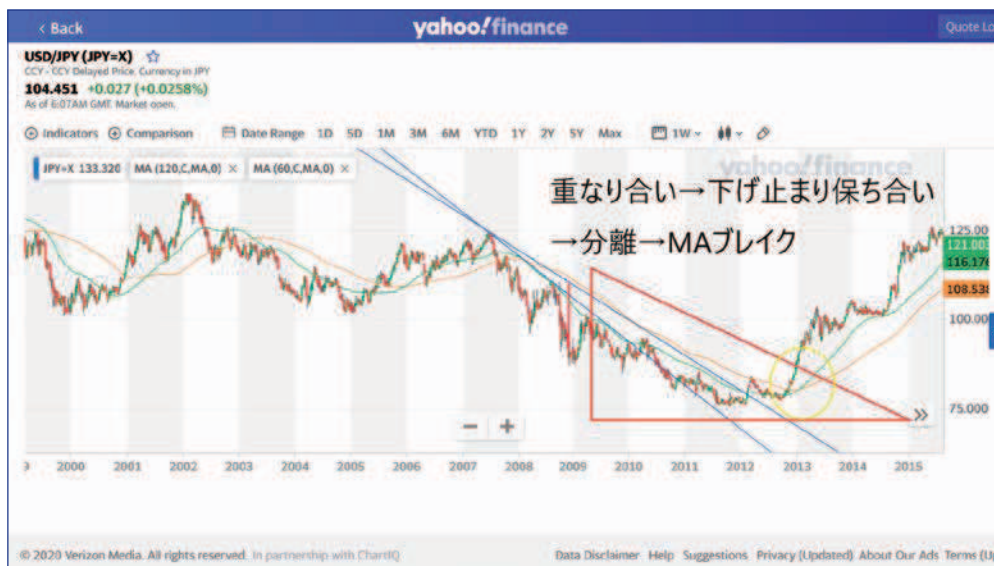 < Back
yahoo!finance
Quote Lo
USD/JPY (JPY=X)
CCY - CCY Delayed Price. Currency in JPY
104.451 +0.027 (+0.0258%)
As of 6:07AM GMT. Market open.
Indicators Comparison Date Range 1D 5D 1M 3M 6M YTD 1Y 2Y 5Y Max 1W
JPY=X 133.320 MA (120,C,MA,0) × MA (60,C,MA,0) ×
yahoo!finance
重なり合い→下げ止まり保ち合い
→分離→MAブレイク
125.00
121.003
116.176
108.538
100.000
75.000
2000 2001 2002 2003 2004 2005 2006 2007 2008 2009 2010 2011 2012 2013 2014 2015
© 2020 Verizon Media. All rights reserved. In partnership with ChartIQ
Data Disclaimer Help Suggestions Privacy (Updated) About Our Ads Terms (Up